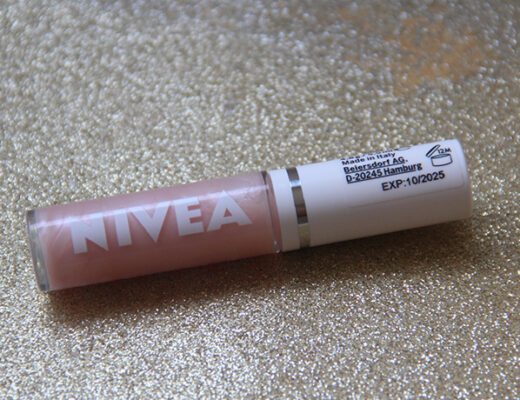 NIVEA
Made in Italy
Beiersdorf AG.
D-20245 Hamburg
12M
EXP:10/2025